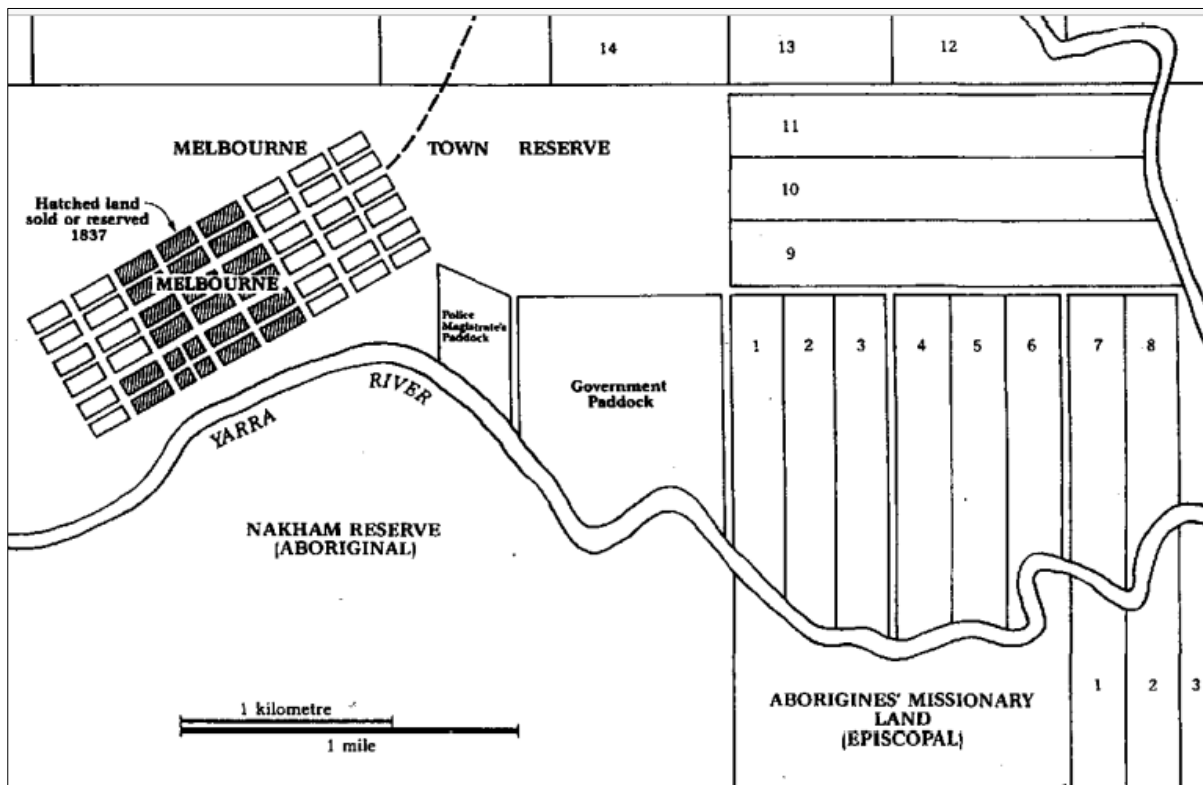 14
13
12
11
MELBOURNE TOWN RESERVE
10
Hatched land
sold or reserved
1837
9
MELBOURNE
Police
Magistrate's
Paddock
1 2 3 4 5 6 7 8
Government
Paddock
RIVER
YARRA
NAKHAM RESERVE
(ABORIGINAL)
1 2 3
ABORIGINES' MISSIONARY
LAND
(EPISCOPAL)
1 kilometre
1 mile